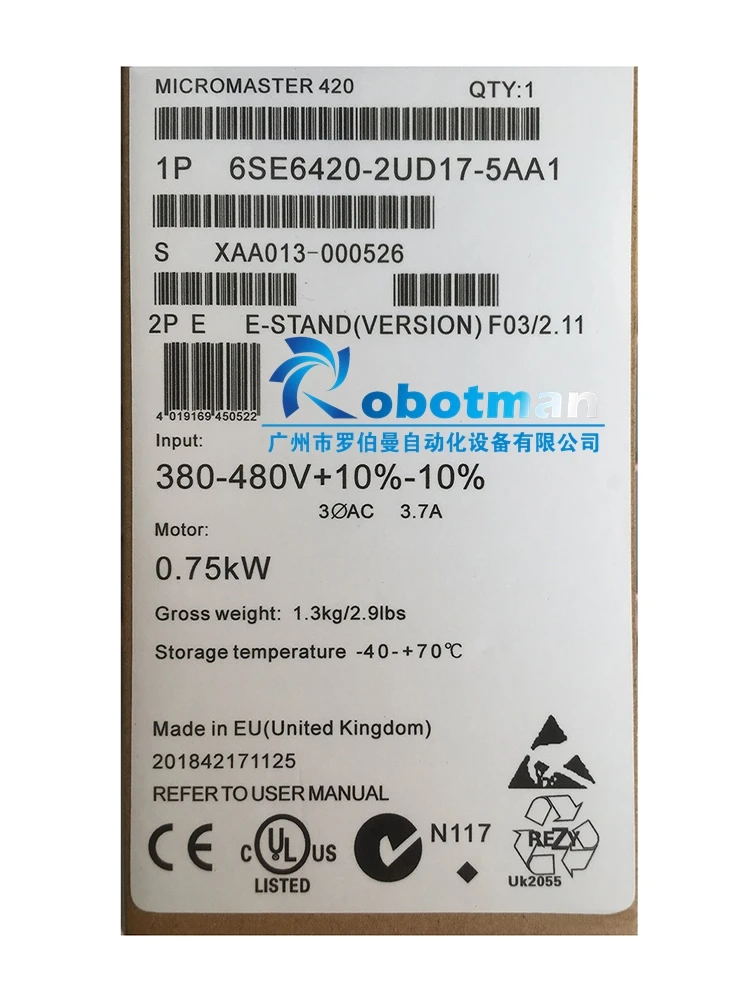 MICROMASTER 420 QTY:1
1P 6SE6420-2UD17-5AA1
S XAA013-000526
2P E E-STAND(VERSION) F03/2.11
Robotman
4 019169 450522
广州市罗伯曼自动化设备有限公司
Input:
380-480V+10%-10%
3∅AC 3.7A
Motor:
0.75kW
Gross weight: 1.3kg/2.9lbs
Storage temperature -40-+70℃
Made in EU(United Kingdom)
201842171125
REFER TO USER MANUAL
CE C UL US LISTED N117
REZY
Uk2055